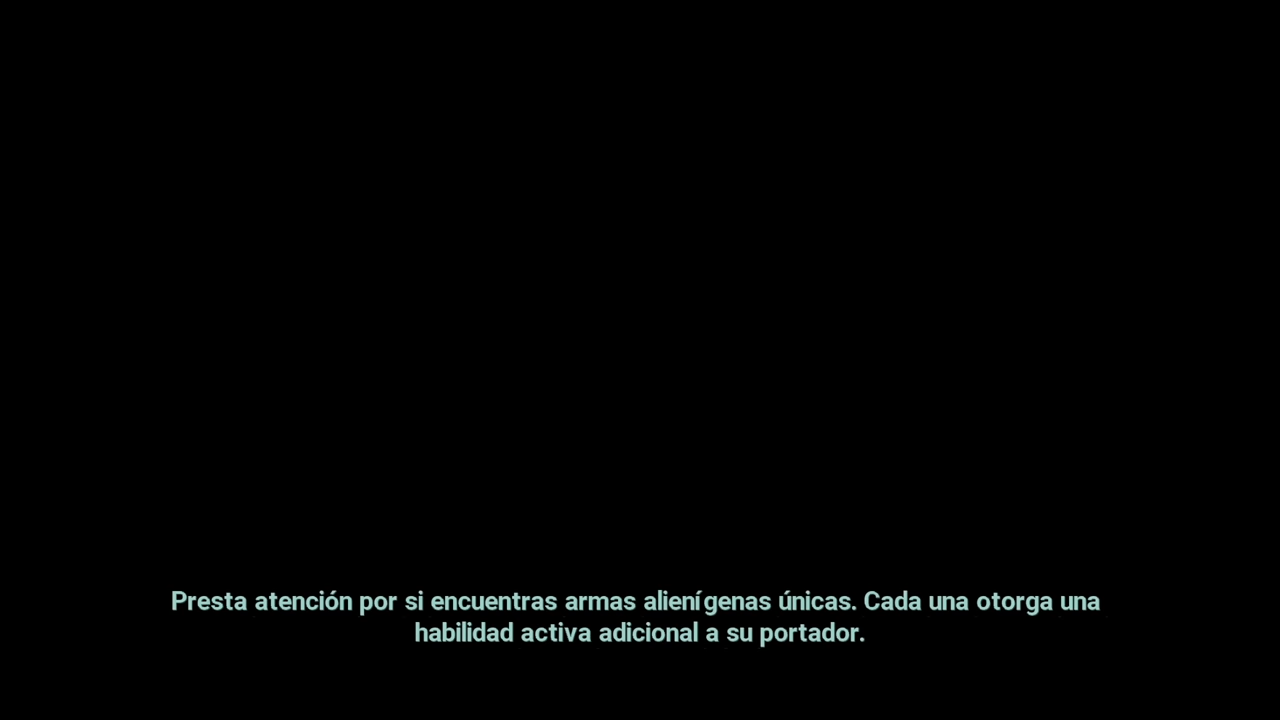 Presta atención por si encuentras armas alienígenas únicas. Cada una otorga una
habilidad activa adicional a su portador.